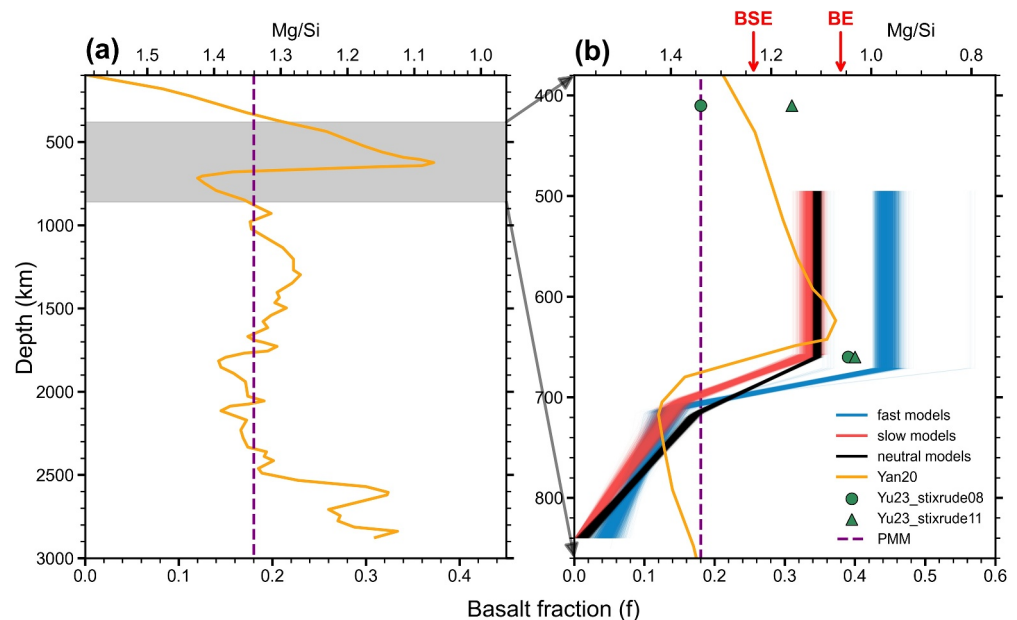 BSE BE
Mg/Si Mg/Si
(a) 1.5 1.4 1.3 1.2 1.1 1.0
(b) 1.4 1.2 1.0 0.8
Depth (km)
500
1000
1500
2000
2500
3000
0.0 0.1 0.2 0.3 0.4
400
500
600
700
800
fast models
slow models
neutral models
Yan20
Yu23_stixrude08
Yu23_stixrude11
PMM
0.0 0.1 0.2 0.3 0.4 0.5 0.6
Basalt fraction (f)